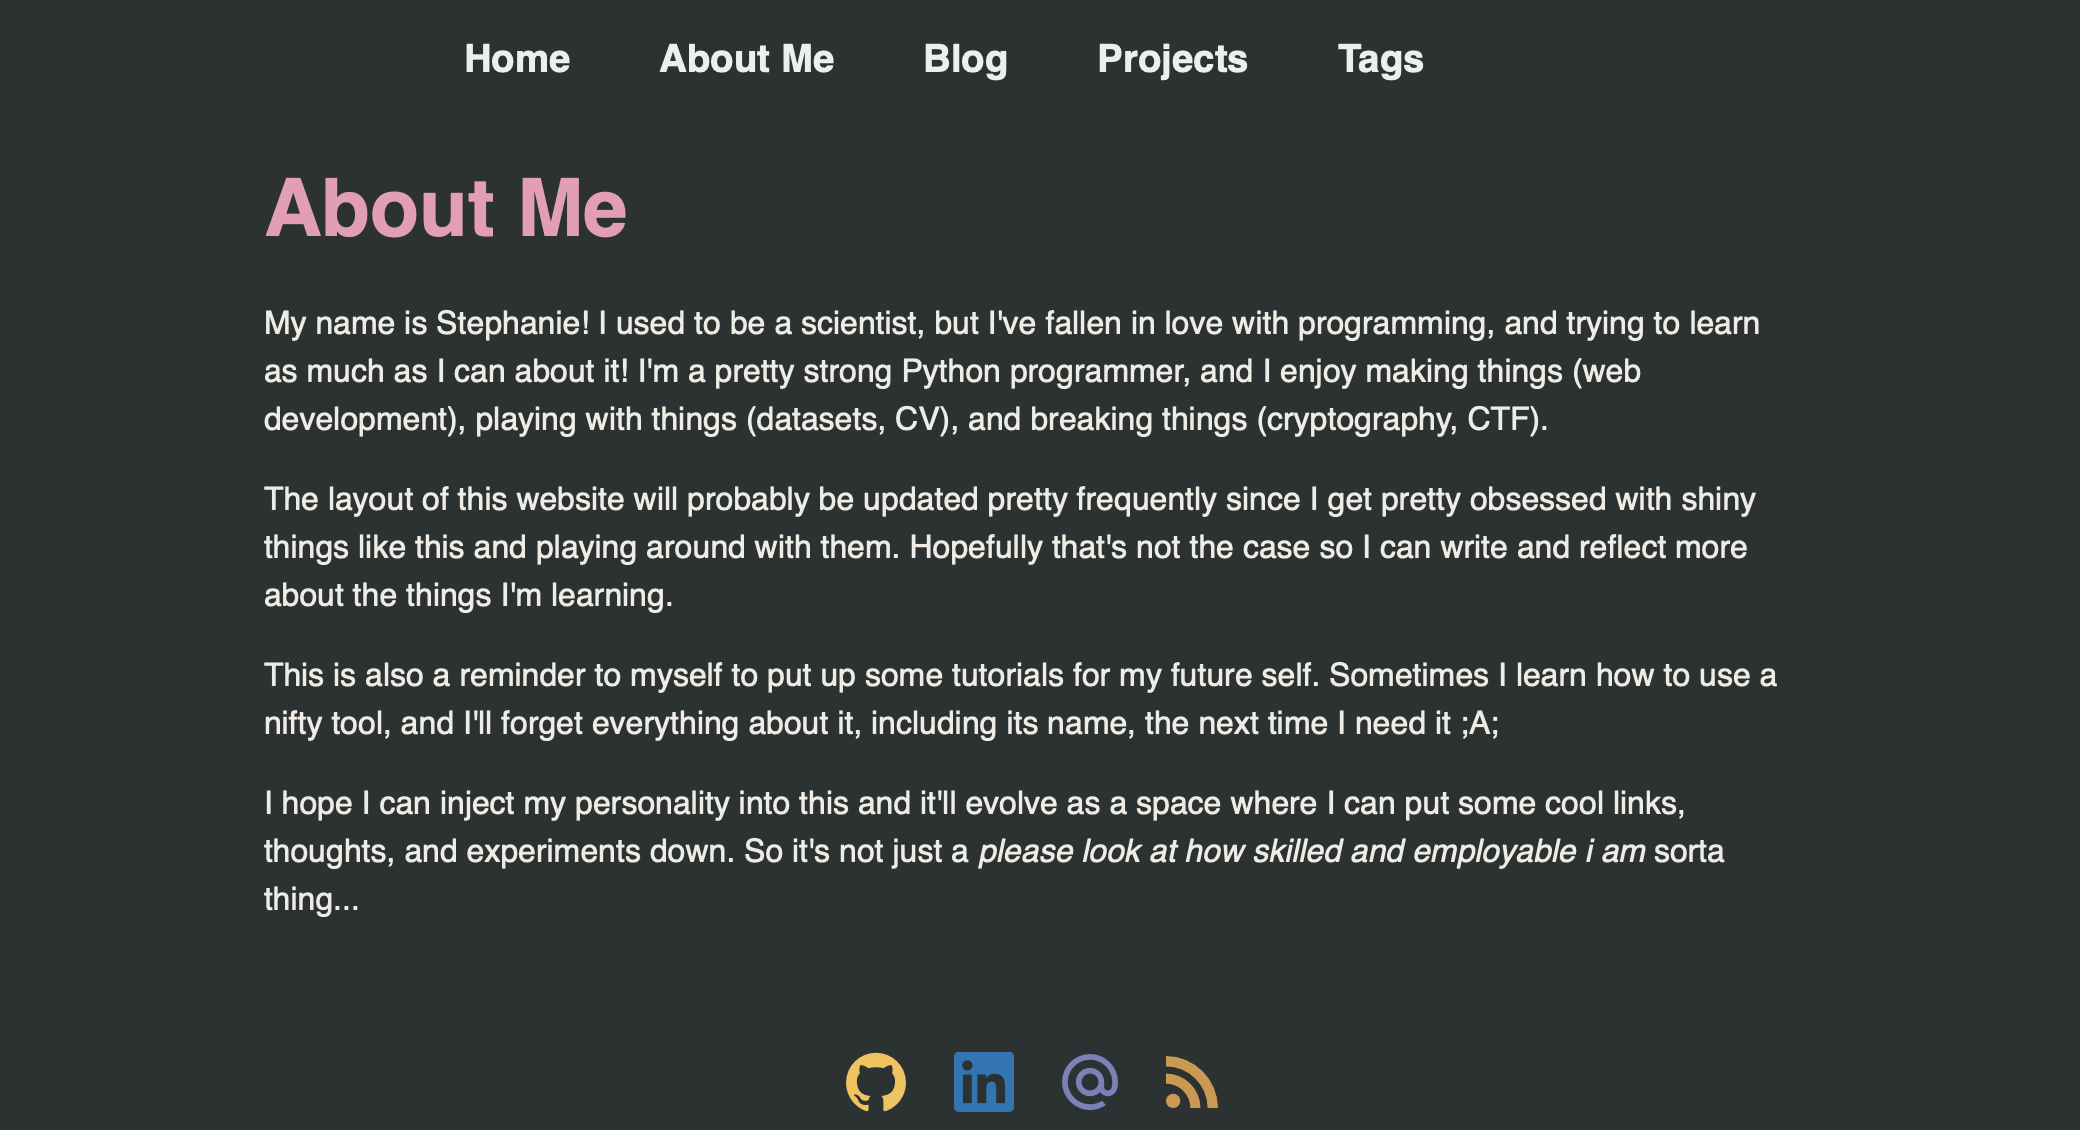 Home About Me Blog Projects Tags
About Me
My name is Stephanie! I used to be a scientist, but I've fallen in love with programming, and trying to learn
as much as I can about it! I'm a pretty strong Python programmer, and I enjoy making things (web
development), playing with things (datasets, CV), and breaking things (cryptography, CTF).
The layout of this website will probably be updated pretty frequently since I get pretty obsessed with shiny
things like this and playing around with them. Hopefully that's not the case so I can write and reflect more
about the things I'm learning.
This is also a reminder to myself to put up some tutorials for my future self. Sometimes I learn how to use a
nifty tool, and I'll forget everything about it, including its name, the next time I need it ;A;
I hope I can inject my personality into this and it'll evolve as a space where I can put some cool links,
thoughts, and experiments down. So it's not just a please look at how skilled and employable i am sorta
thing...
in @